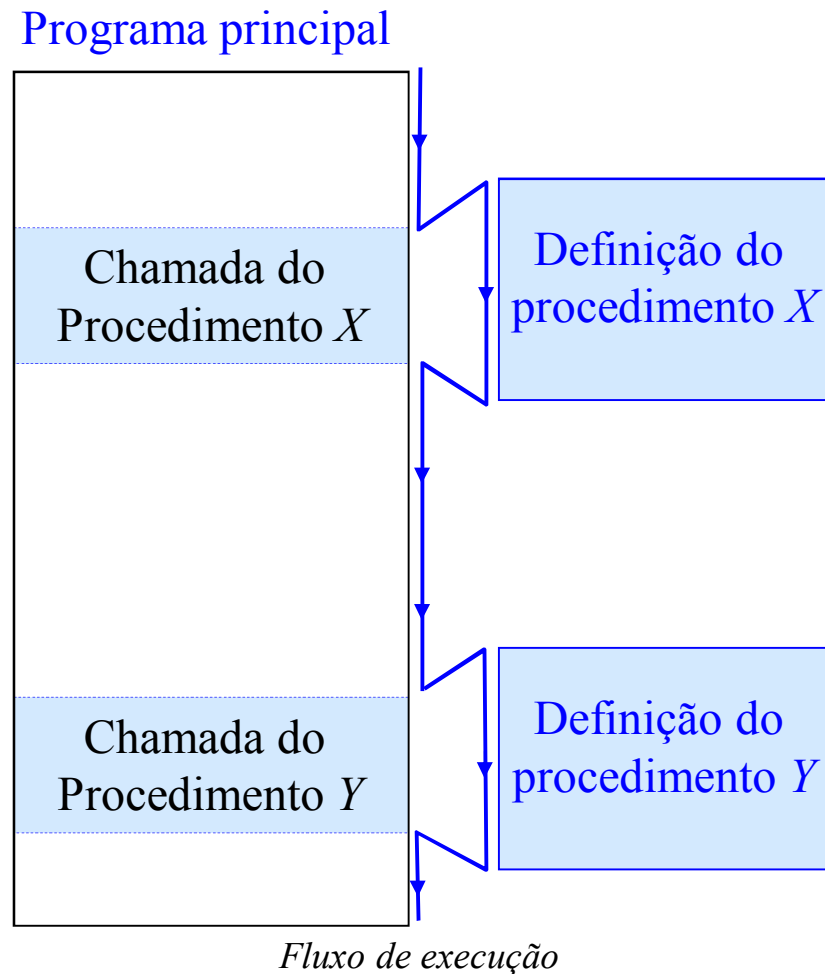 Programa principal
Chamada do
Procedimento X
Definição do
procedimento X
Chamada do
Procedimento Y
Definição do
procedimento Y
Fluxo de execução